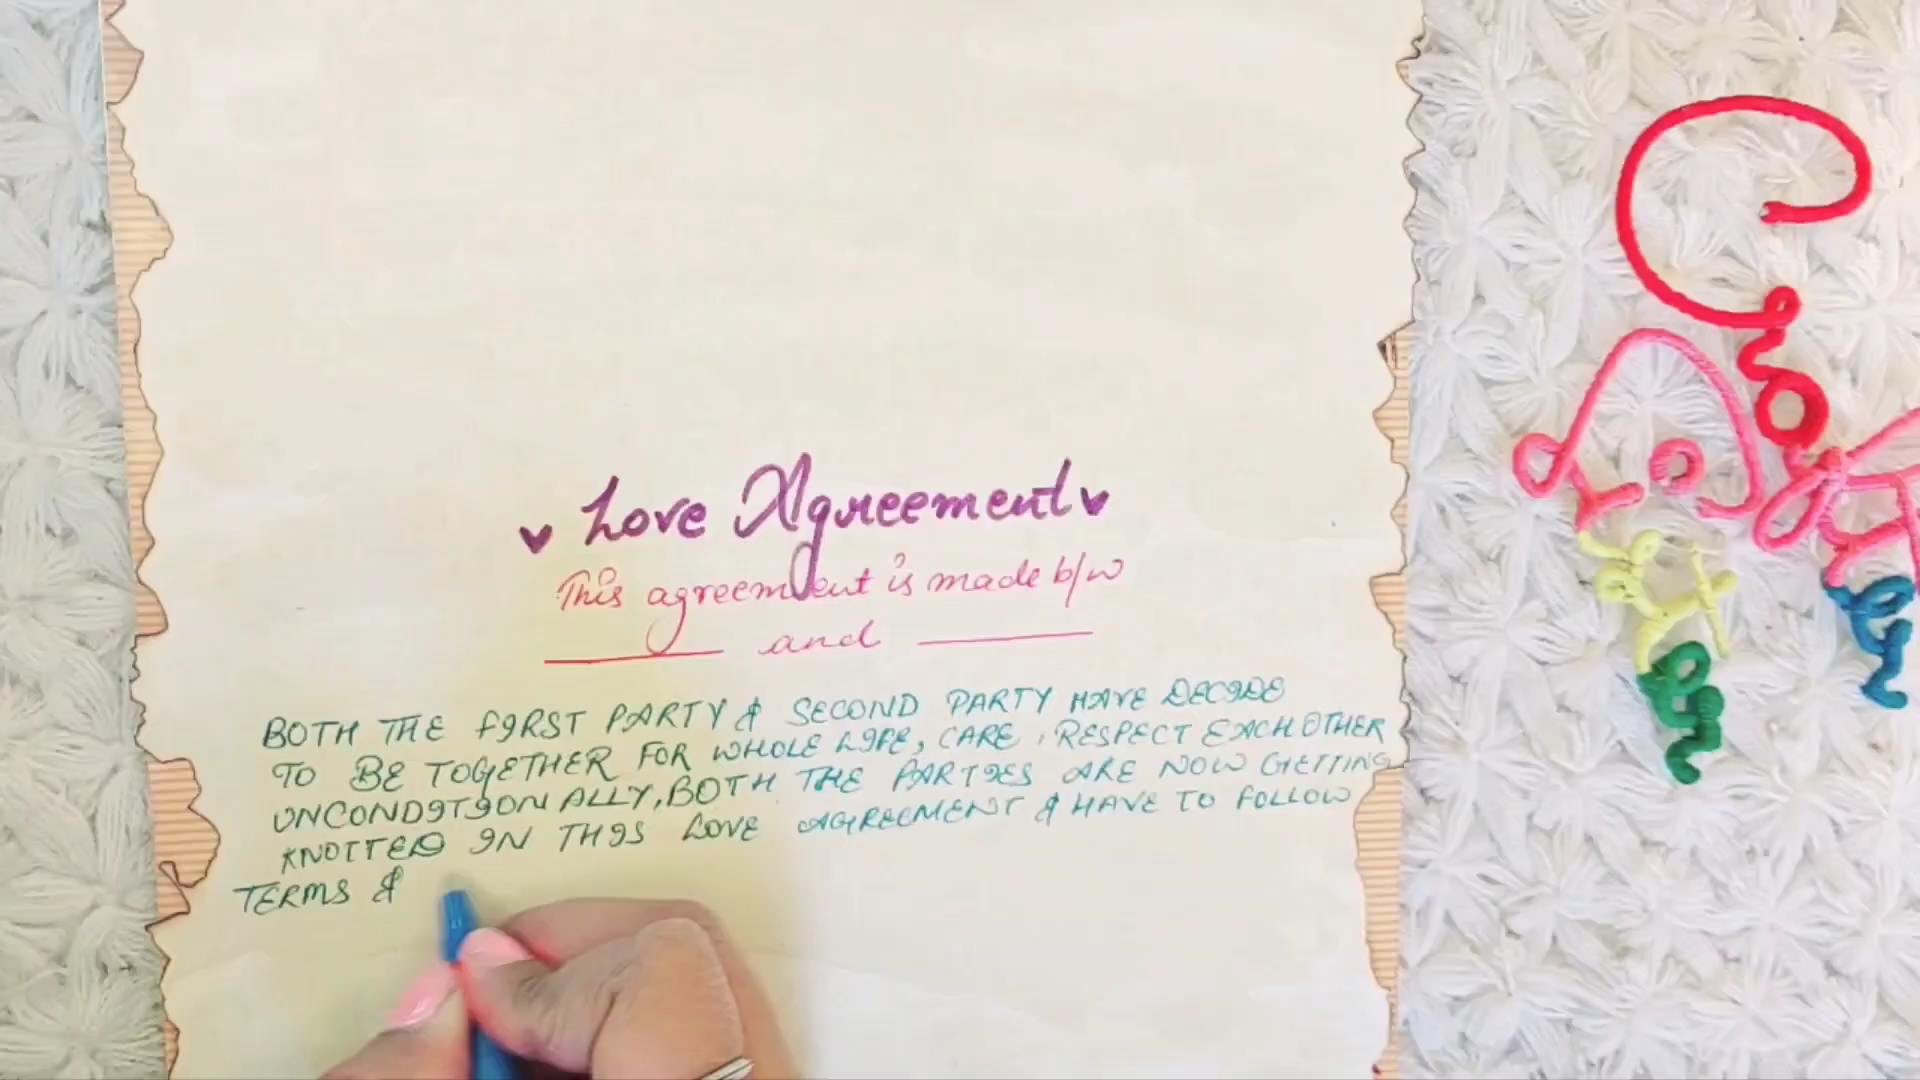 Love Agreement
This agreement is made b/w
and
BOTH THE FIRST PARTY & SECOND PARTY HAVE DECIDE
TO BE TOGETHER FOR WHOLE LIFE, CARE, RESPECT EACH OTHER
UNCONDITIONALLY, BOTH THE PARTIES ARE NOW GETTING
KNOTTED IN THIS LOVE AGREEMENT & HAVE TO FOLLOW
TERMS &